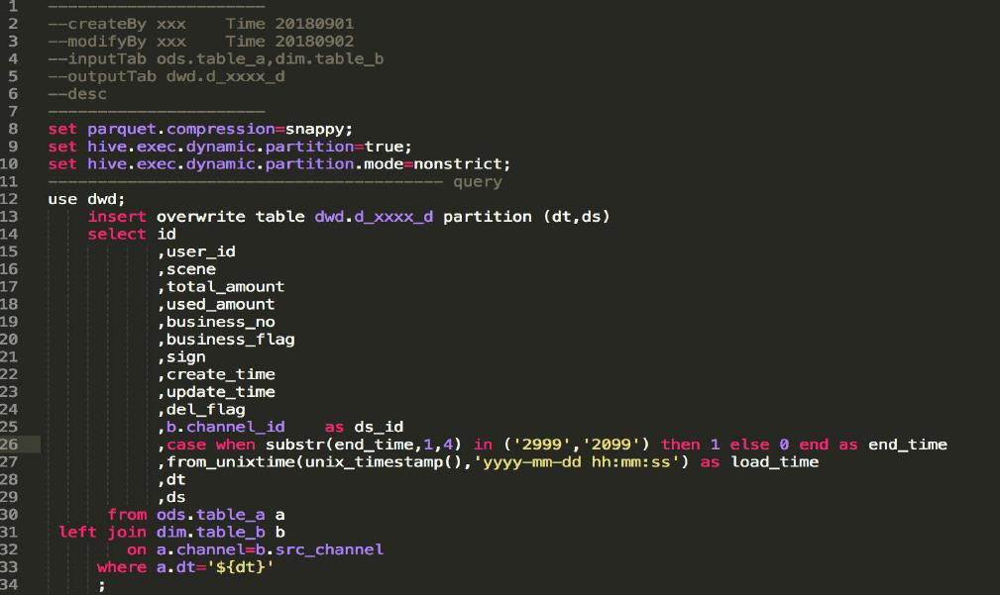 1 ----------------------
2 --createBy xxx    Time 20180901
3 --modifyBy xxx    Time 20180902
4 --inputTab ods.table_a,dim.table_b
5 --outputTab dwd.d_xxxx_d
6 --desc
7 ----------------------
8 set parquet.compression=snappy;
9 set hive.exec.dynamic.partition=true;
10 set hive.exec.dynamic.partition.mode=nonstrict;
11 ---------------------------------------- query
12 use dwd;
13     insert overwrite table dwd.d_xxxx_d partition (dt,ds)
14     select id
15            ,user_id
16            ,scene
17            ,total_amount
18            ,used_amount
19            ,business_no
20            ,business_flag
21            ,sign
22            ,create_time
23            ,update_time
24            ,del_flag
25            ,b.channel_id    as ds_id
26            ,case when substr(end_time,1,4) in ('2999','2099') then 1 else 0 end as end_time
27            ,from_unixtime(unix_timestamp(),'yyyy-mm-dd hh:mm:ss') as load_time
28            ,dt
29            ,ds
30       from ods.table_a a
31  left join dim.table_b b
32         on a.channel=b.src_channel
33      where a.dt='${dt}'
34      ;